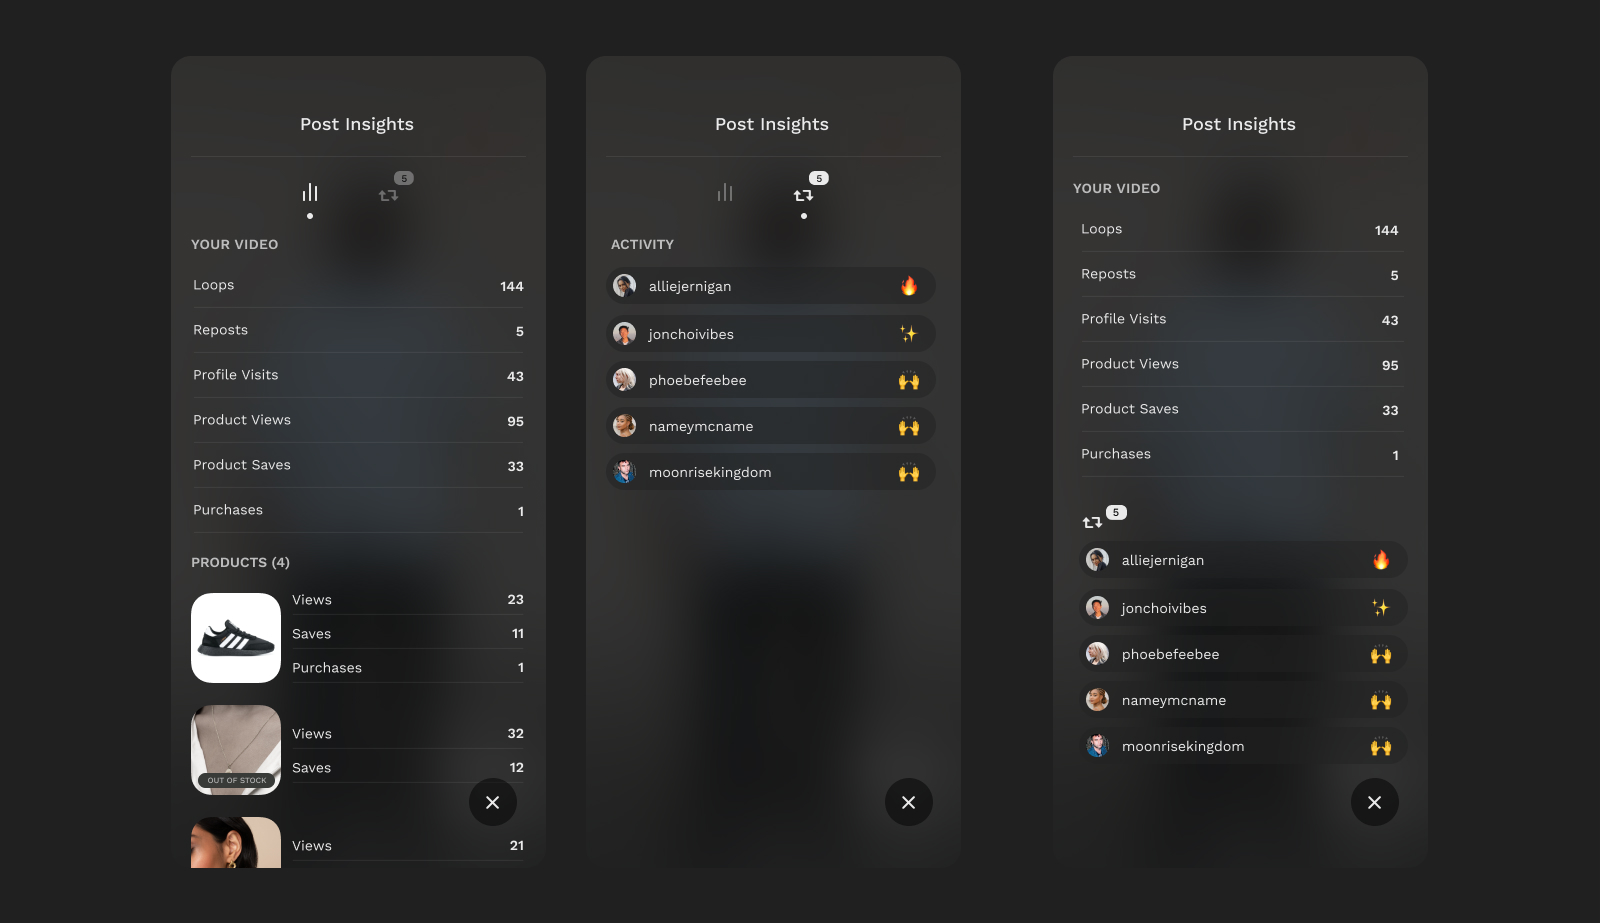 Post Insights
5
YOUR VIDEO
Loops 144
Reposts 5
Profile Visits 43
Product Views 95
Product Saves 33
Purchases 1
PRODUCTS (4)
Views 23
Saves 11
Purchases 1
OUT OF STOCK
Views 32
Saves 12
Views 21
Post Insights
5
ACTIVITY
alliejernigan
jonchoivibes
phoebefeebee
nameymcname
moonrisekingdom
Post Insights
YOUR VIDEO
Loops 144
Reposts 5
Profile Visits 43
Product Views 95
Product Saves 33
Purchases 1
5
alliejernigan
jonchoivibes
phoebefeebee
nameymcname
moonrisekingdom